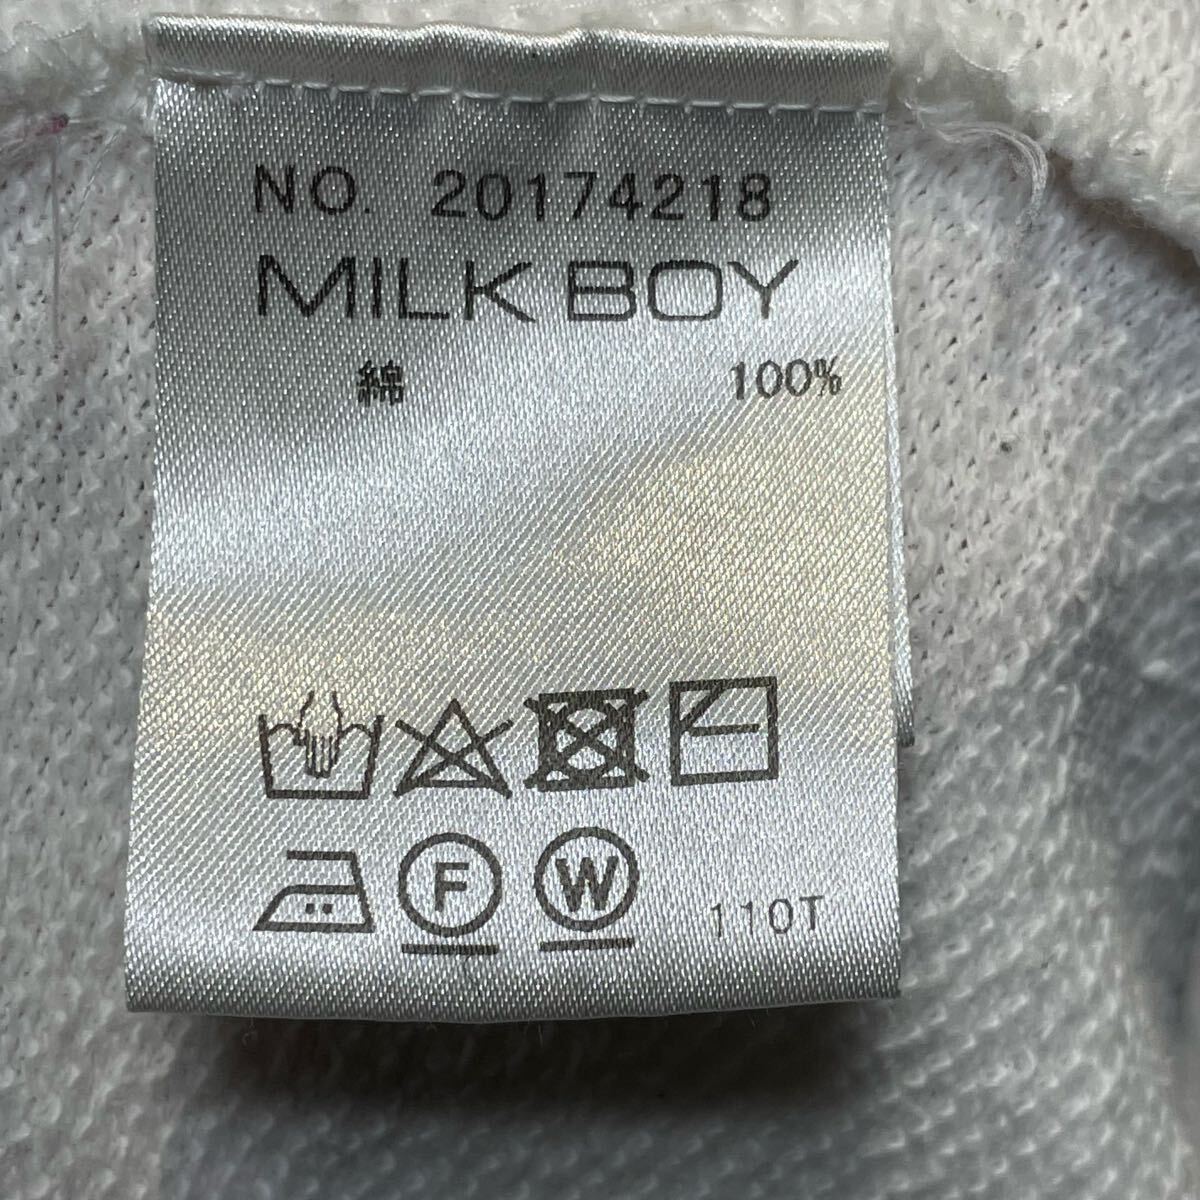 NO. 20174218
MILK BOY
綿 100%
F W 110T